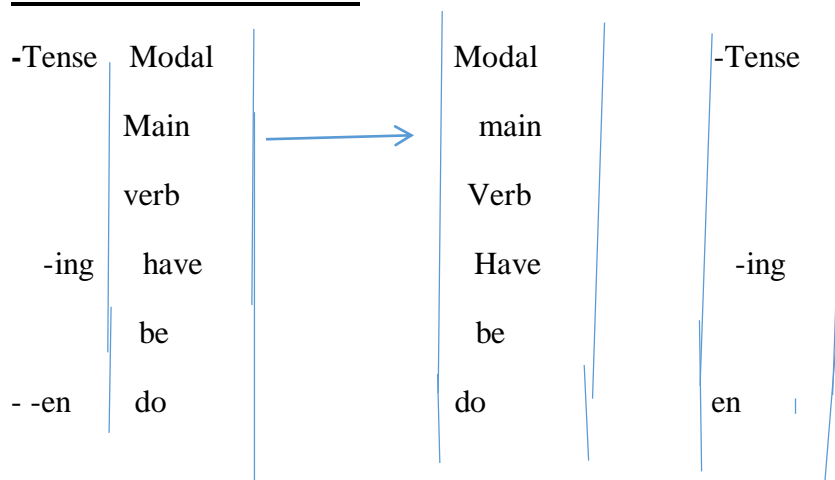 -Tense Modal Modal -Tense
Main main
verb Verb
-ing have Have -ing
be be
- -en do do en